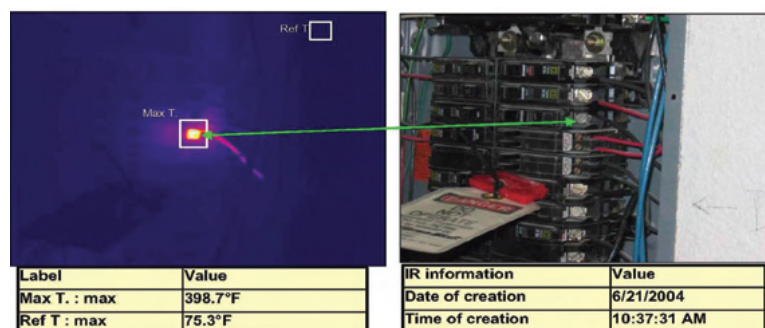 Ref T
Max T.
DANGER
Label Value
Max T. : max 398.7°F
Ref T : max 75.3°F
IR information Value
Date of creation 6/21/2004
Time of creation 10:37:31 AM